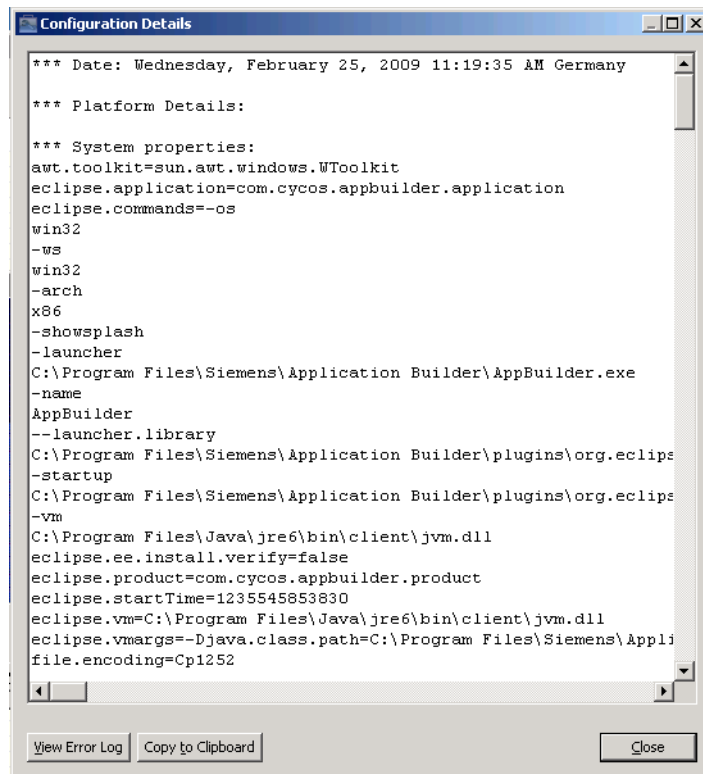 Configuration Details
*** Date: Wednesday, February 25, 2009 11:19:35 AM Germany
*** Platform Details:
*** System properties:
awt.toolkit=sun.awt.windows.WToolkit
eclipse.application=com.cycos.appbuilder.application
eclipse.commands=-os
win32
-ws
win32
-arch
x86
-showsplash
-launcher
C:\Program Files\Siemens\Application Builder\AppBuilder.exe
-name
AppBuilder
--launcher.library
C:\Program Files\Siemens\Application Builder\plugins\org.eclips
-startup
C:\Program Files\Siemens\Application Builder\plugins\org.eclips
-vm
C:\Program Files\Java\jre6\bin\client\jvm.dll
eclipse.ee.install.verify=false
eclipse.product=com.cycos.appbuilder.product
eclipse.startTime=1235545853830
eclipse.vm=C:\Program Files\Java\jre6\bin\client\jvm.dll
eclipse.vmargs=-Djava.class.path=C:\Program Files\Siemens\Appli
file.encoding=Cp1252
View Error Log Copy to Clipboard Close